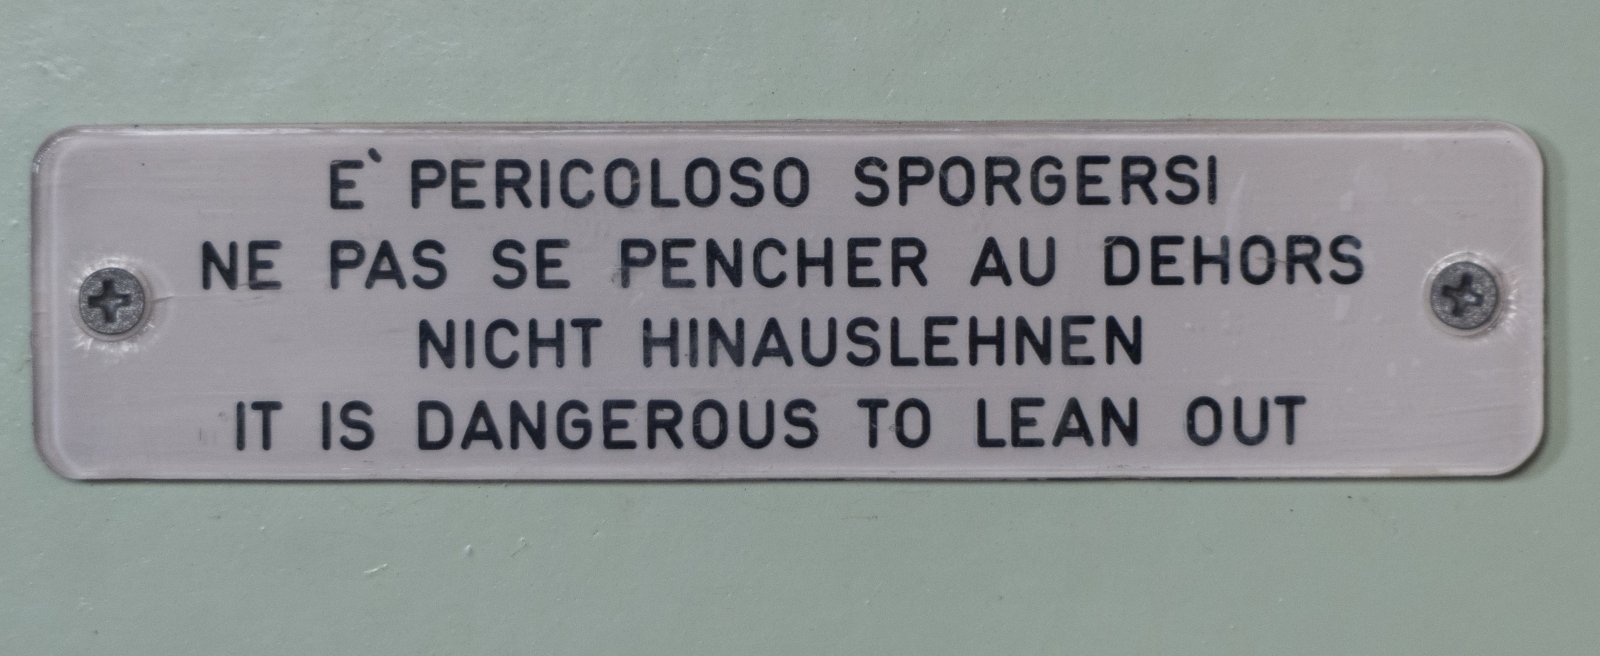 E` PERICOLOSO SPORGERSI
NE PAS SE PENCHER AU DEHORS
NICHT HINAUSLEHNEN
IT IS DANGEROUS TO LEAN OUT